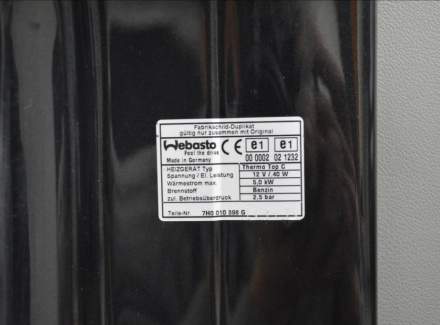 Fabrikschild-Duplikat
gültig nur zusammen mit Original
Webasto CE e1 e1
Feel the drive
Made in Germany 00 0002 02 1232
HEIZGERÄT Typ Thermo Top C
Spannung / El. Leistung 12 V / 40 W
Wärmestrom max. 5,0 kW
Brennstoff Benzin
zul. Betriebsüberdruck 2,5 bar
Teile-Nr. 7H0 010 398 G